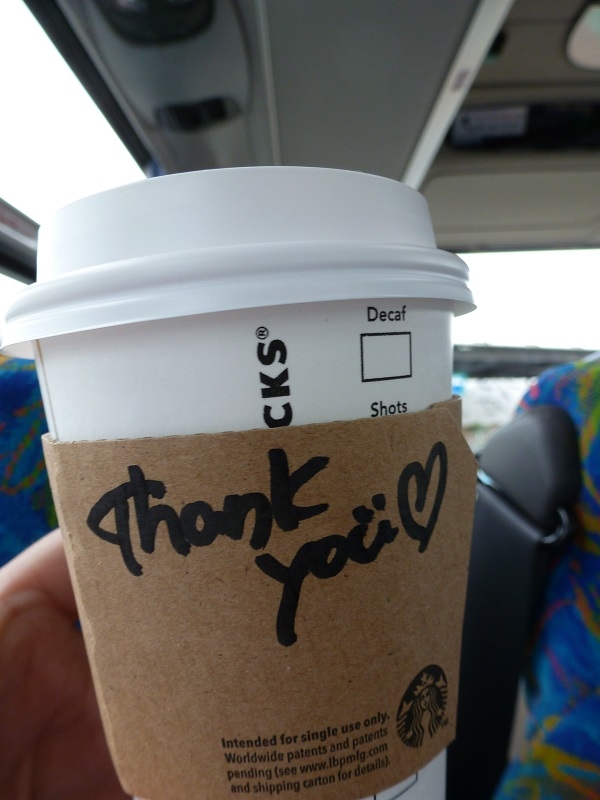 Decaf
CKS®
Shots
Thank
you
Intended for single use only.
Worldwide patents and patents
pending (see www.lbpmfg.com
and shipping carton for details).